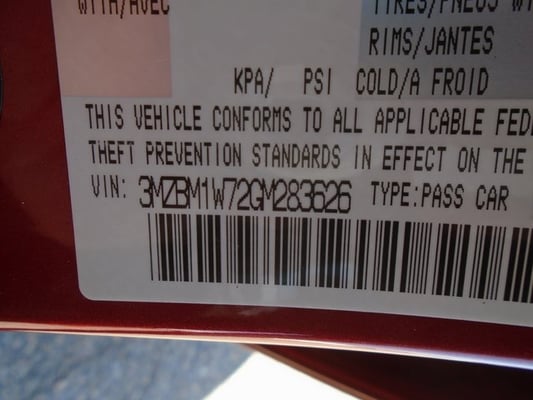 WITH/AVEC
TIRES/PNEUS
RIMS/JANTES
KPA/ PSI COLD/A FROID
THIS VEHICLE CONFORMS TO ALL APPLICABLE FEDE
THEFT PREVENTION STANDARDS IN EFFECT ON THE
VIN: 3MZBM1W72GM283626 TYPE:PASS CAR